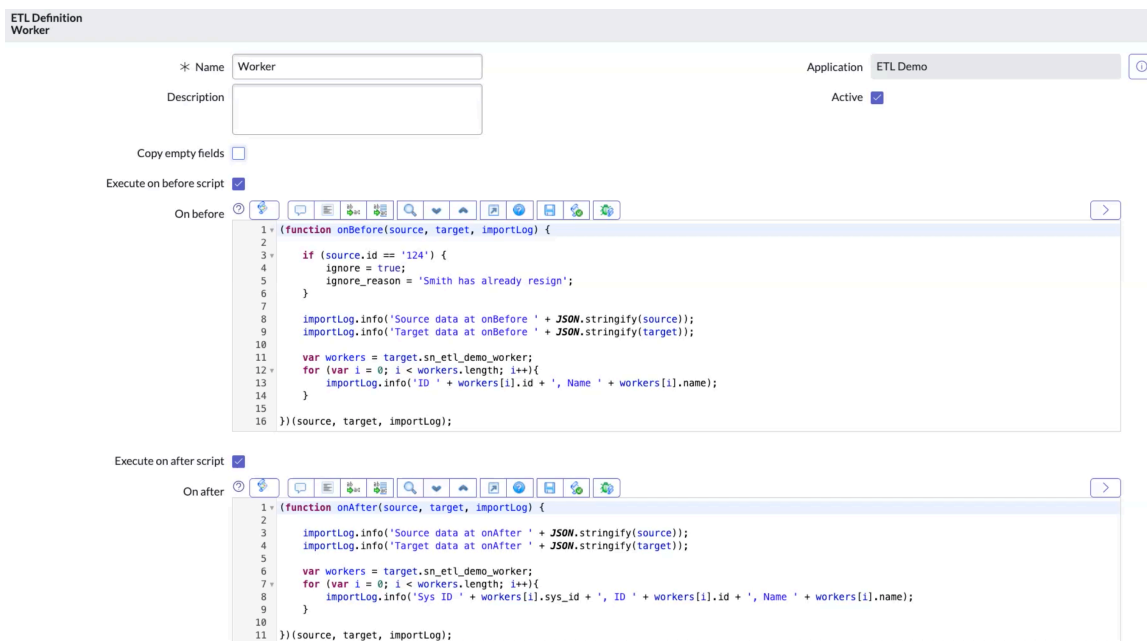 ETL Definition
Worker
Name Worker
Application ETL Demo
Description
Active
Copy empty fields
Execute on before script
On before
1 (function onBefore(source, target, importLog) {
2
3 if (source.id == '124') {
4 ignore = true;
5 ignore_reason = 'Smith has already resign';
6 }
7
8 importLog.info('Source data at onBefore ' + JSON.stringify(source));
9 importLog.info('Target data at onBefore ' + JSON.stringify(target));
10
11 var workers = target.sn_etl_demo_worker;
12 for (var i = 0; i < workers.length; i++){
13 importLog.info('ID ' + workers[i].id + ', Name ' + workers[i].name);
14 }
15
16 })(source, target, importLog);
Execute on after script
On after
1 (function onAfter(source, target, importLog) {
2
3 importLog.info('Source data at onAfter ' + JSON.stringify(source));
4 importLog.info('Target data at onAfter ' + JSON.stringify(target));
5
6 var workers = target.sn_etl_demo_worker;
7 for (var i = 0; i < workers.length; i++){
8 importLog.info('Sys ID ' + workers[i].sys_id + ', ID ' + workers[i].id + ', Name ' + workers[i].name);
9 }
10
11 })(source, target, importLog);